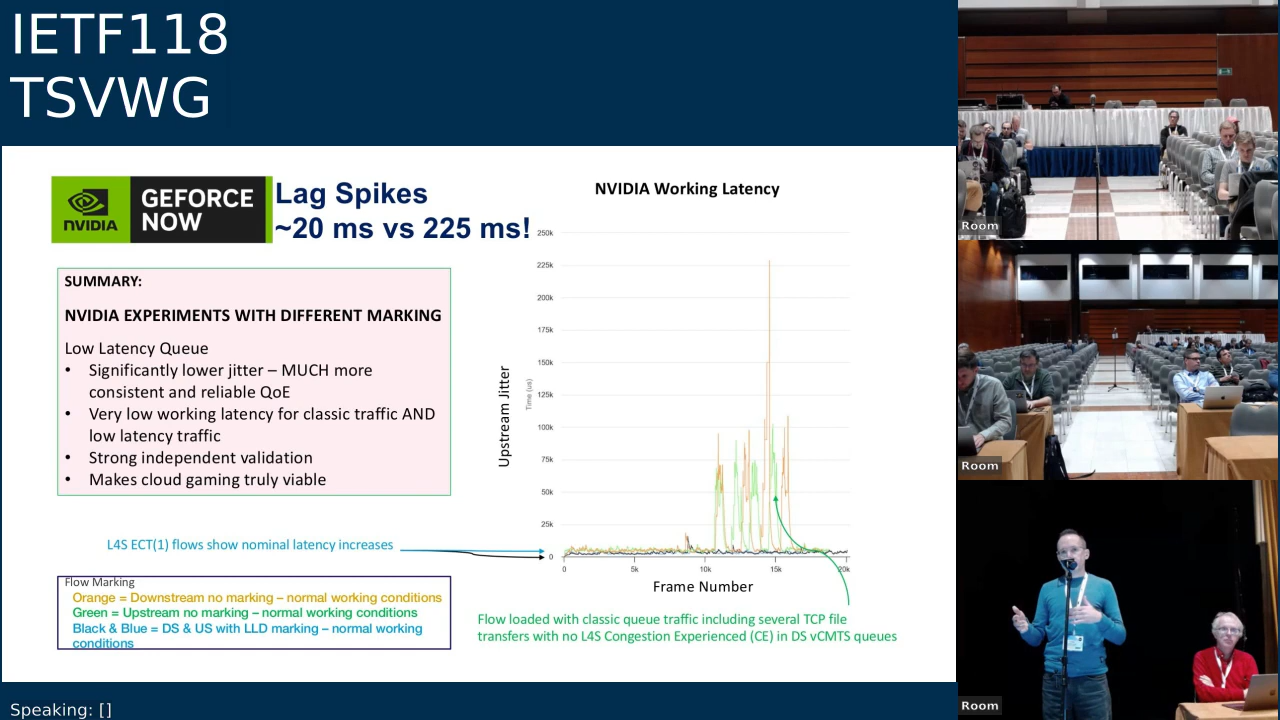 IETF118
TSVWG
NVIDIA
GEFORCE
NOW
Lag Spikes
~20 ms vs 225 ms!
NVIDIA Working Latency
SUMMARY:
NVIDIA EXPERIMENTS WITH DIFFERENT MARKING
Low Latency Queue
• Significantly lower jitter – MUCH more
consistent and reliable QoE
• Very low working latency for classic traffic AND
low latency traffic
• Strong independent validation
• Makes cloud gaming truly viable
L4S ECT(1) flows show nominal latency increases
Flow Marking
Orange = Downstream no marking – normal working conditions
Green = Upstream no marking – normal working conditions
Black & Blue = DS & US with LLD marking – normal working
conditions
Upstream Jitter
Time (us)
250k
225k
200k
175k
150k
125k
100k
75k
50k
25k
0
0 5k 10k 15k 20k
Frame Number
Flow loaded with classic queue traffic including several TCP file
transfers with no L4S Congestion Experienced (CE) in DS vCMTS queues
Room
Room
Room
Speaking: []